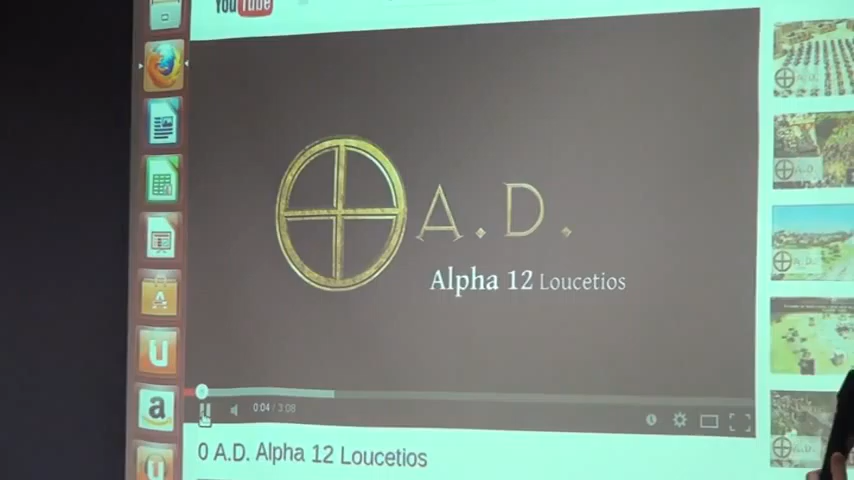 YouTube
A.D.
Alpha 12 Loucetios
0:04 / 3:08
0 A.D. Alpha 12 Loucetios